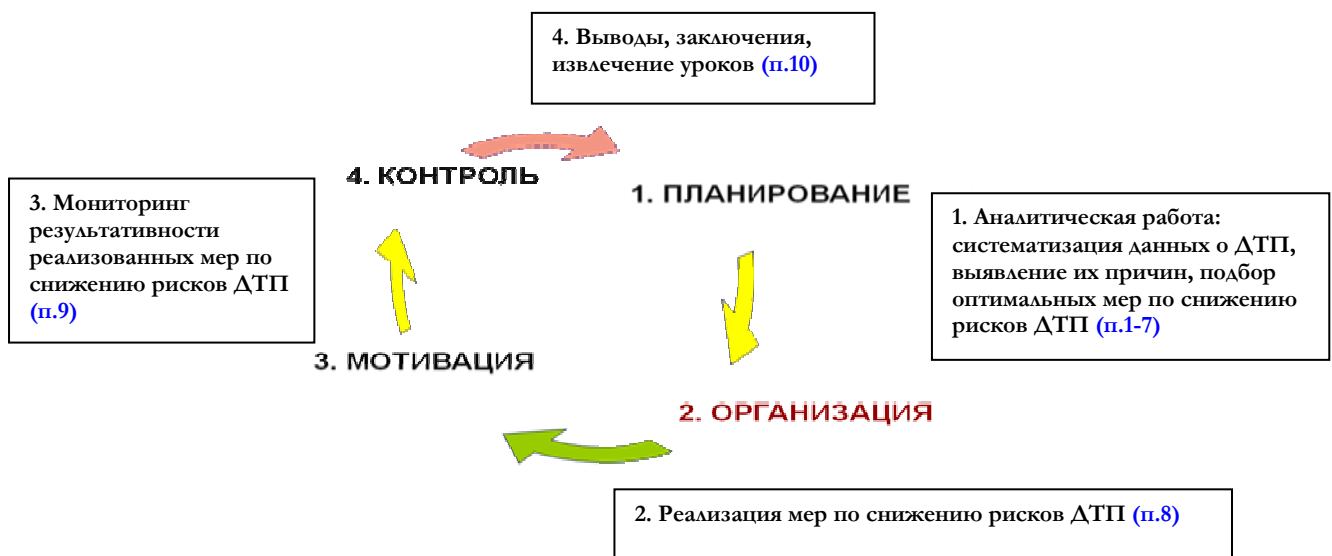 4. Выводы, заключения,
извлечение уроков (п.10)
4. КОНТРОЛЬ
1. ПЛАНИРОВАНИЕ
3. Мониторинг
результативности
реализованных мер по
снижению рисков ДТП
(п.9)
1. Аналитическая работа:
систематизация данных о ДТП,
выявление их причин, подбор
оптимальных мер по снижению
рисков ДТП (п.1-7)
3. МОТИВАЦИЯ
2. ОРГАНИЗАЦИЯ
2. Реализация мер по снижению рисков ДТП (п.8)